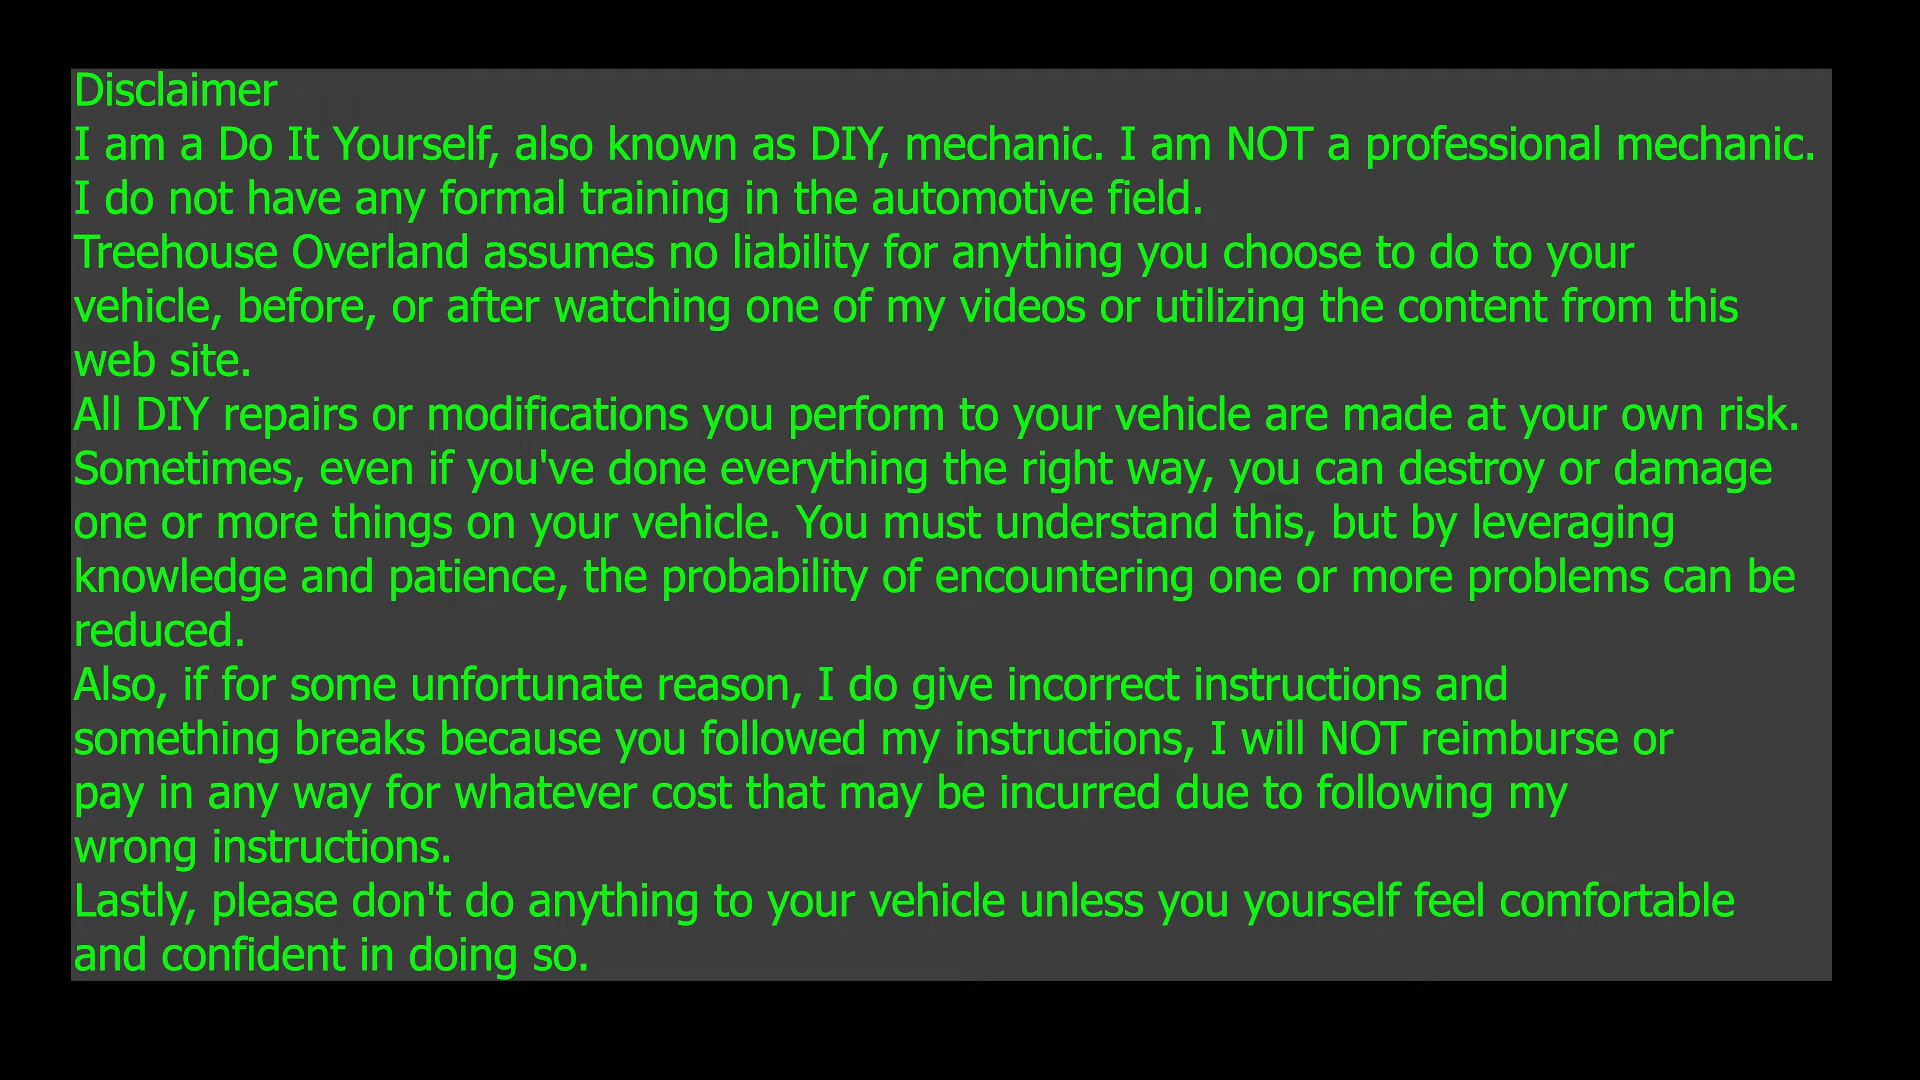 Disclaimer
I am a Do It Yourself, also known as DIY, mechanic. I am NOT a professional mechanic.
I do not have any formal training in the automotive field.
Treehouse Overland assumes no liability for anything you choose to do to your
vehicle, before, or after watching one of my videos or utilizing the content from this
web site.
All DIY repairs or modifications you perform to your vehicle are made at your own risk.
Sometimes, even if you've done everything the right way, you can destroy or damage
one or more things on your vehicle. You must understand this, but by leveraging
knowledge and patience, the probability of encountering one or more problems can be
reduced.
Also, if for some unfortunate reason, I do give incorrect instructions and
something breaks because you followed my instructions, I will NOT reimburse or
pay in any way for whatever cost that may be incurred due to following my
wrong instructions.
Lastly, please don't do anything to your vehicle unless you yourself feel comfortable
and confident in doing so.